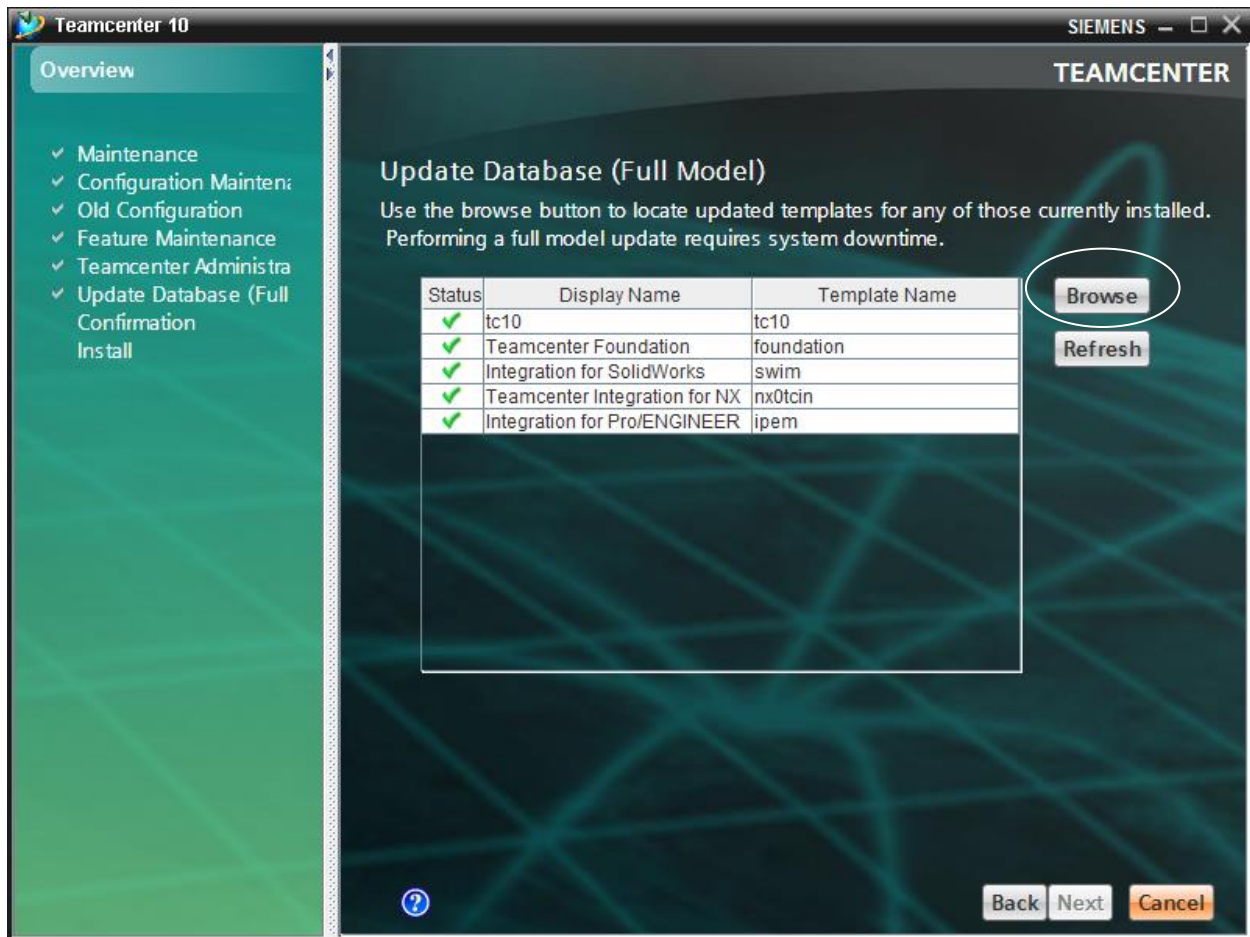 Teamcenter 10
SIEMENS
Overview
TEAMCENTER
Maintenance
Configuration Maintena
Old Configuration
Feature Maintenance
Teamcenter Administra
Update Database (Full
Confirmation
Install
Update Database (Full Model)
Use the browse button to locate updated templates for any of those currently installed.
Performing a full model update requires system downtime.
Status Display Name Template Name
tc10 tc10
Teamcenter Foundation foundation
Integration for SolidWorks swim
Teamcenter Integration for NX nx0tcin
Integration for Pro/ENGINEER ipem
Browse
Refresh
?
Back Next Cancel